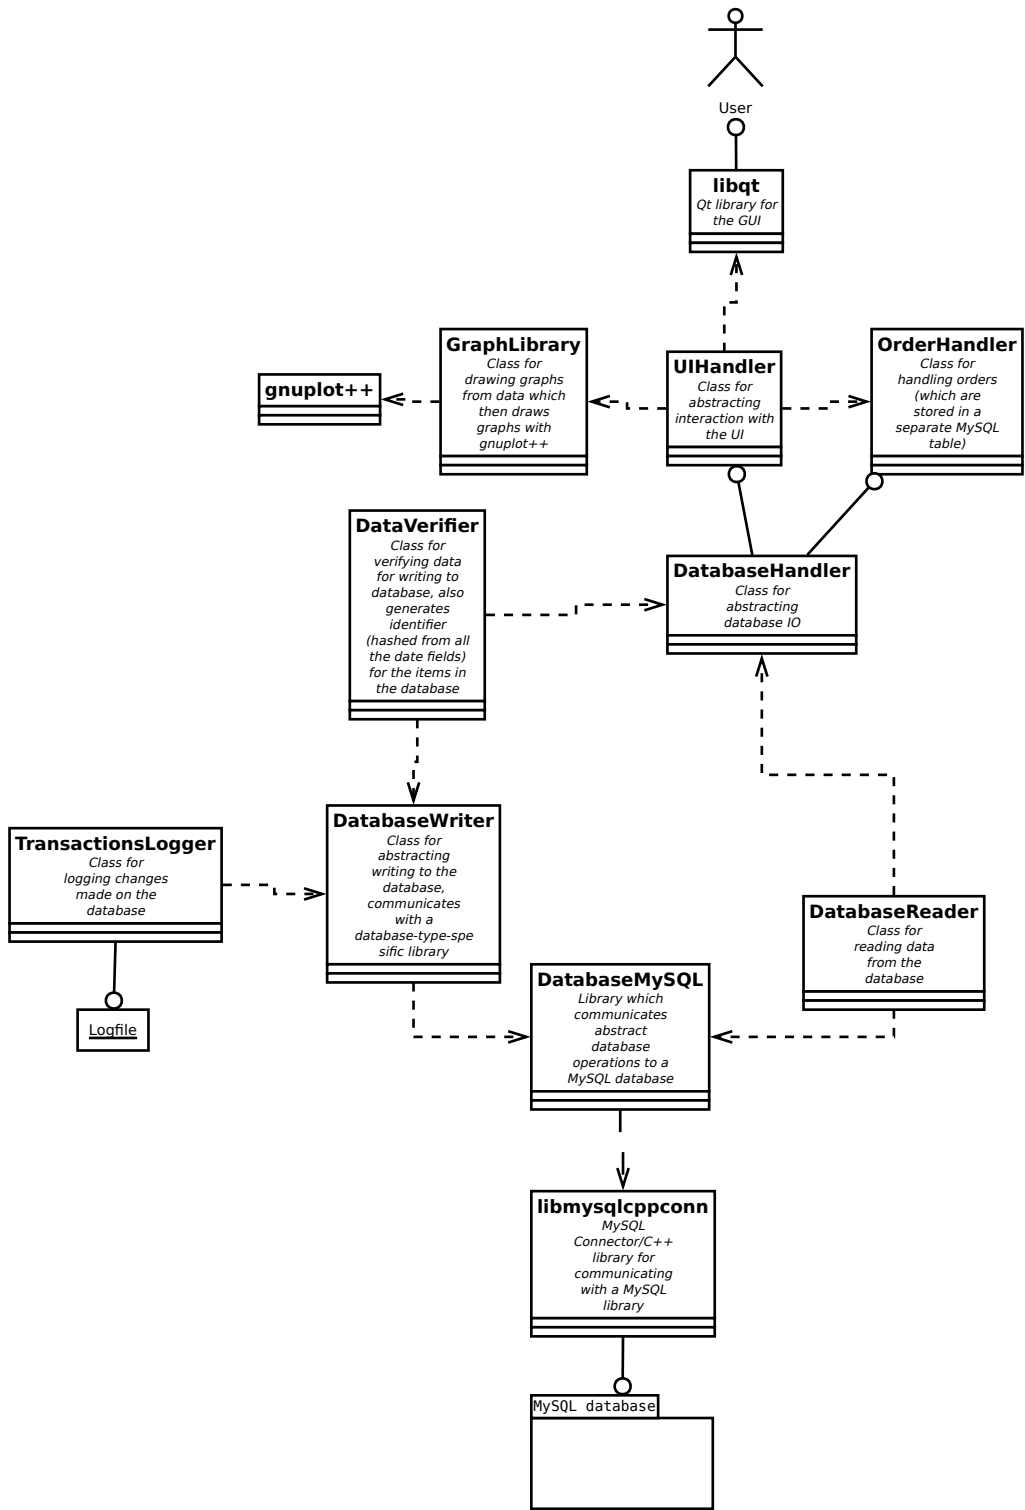 User
libqt
Qt library for
the GUI
GraphLibrary
Class for
drawing graphs
from data which
then draws
graphs with
gnuplot++
UIHandler
Class for
abstracting
interaction with
the UI
OrderHandler
Class for
handling orders
(which are
stored in a
separate MySQL
table)
gnuplot++
DataVerifier
Class for
verifying data
for writing to
database, also
generates
identifier
(hashed from all
the date fields)
for the items in
the database
DatabaseHandler
Class for
abstracting
database IO
TransactionsLogger
Class for
logging changes
made on the
database
DatabaseWriter
Class for
abstracting
writing to the
database,
communicates
with a
database-type-spe
sific library
DatabaseReader
Class for
reading data
from the
database
Logfile
DatabaseMySQL
Library which
communicates
abstract
database
operations to a
MySQL database
libmysqlcppconn
MySQL
Connector/C++
library for
communicating
with a MySQL
library
MySQL database